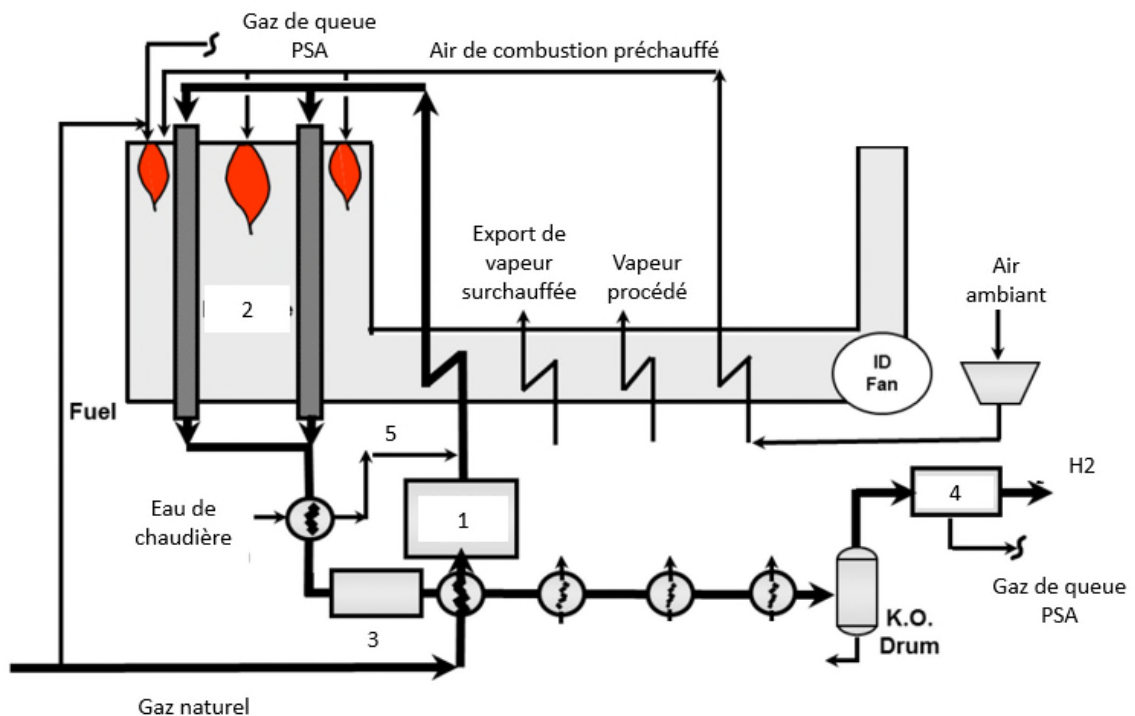 Gaz de queue
PSA
Air de combustion préchauffé
Export de
vapeur
surchauffée
Vapeur
procédé
Air
ambiant
2
ID
Fan
Fuel
5
H2
Eau de
chaudière
1
4
Gaz de queue
PSA
K.O.
Drum
3
Gaz naturel